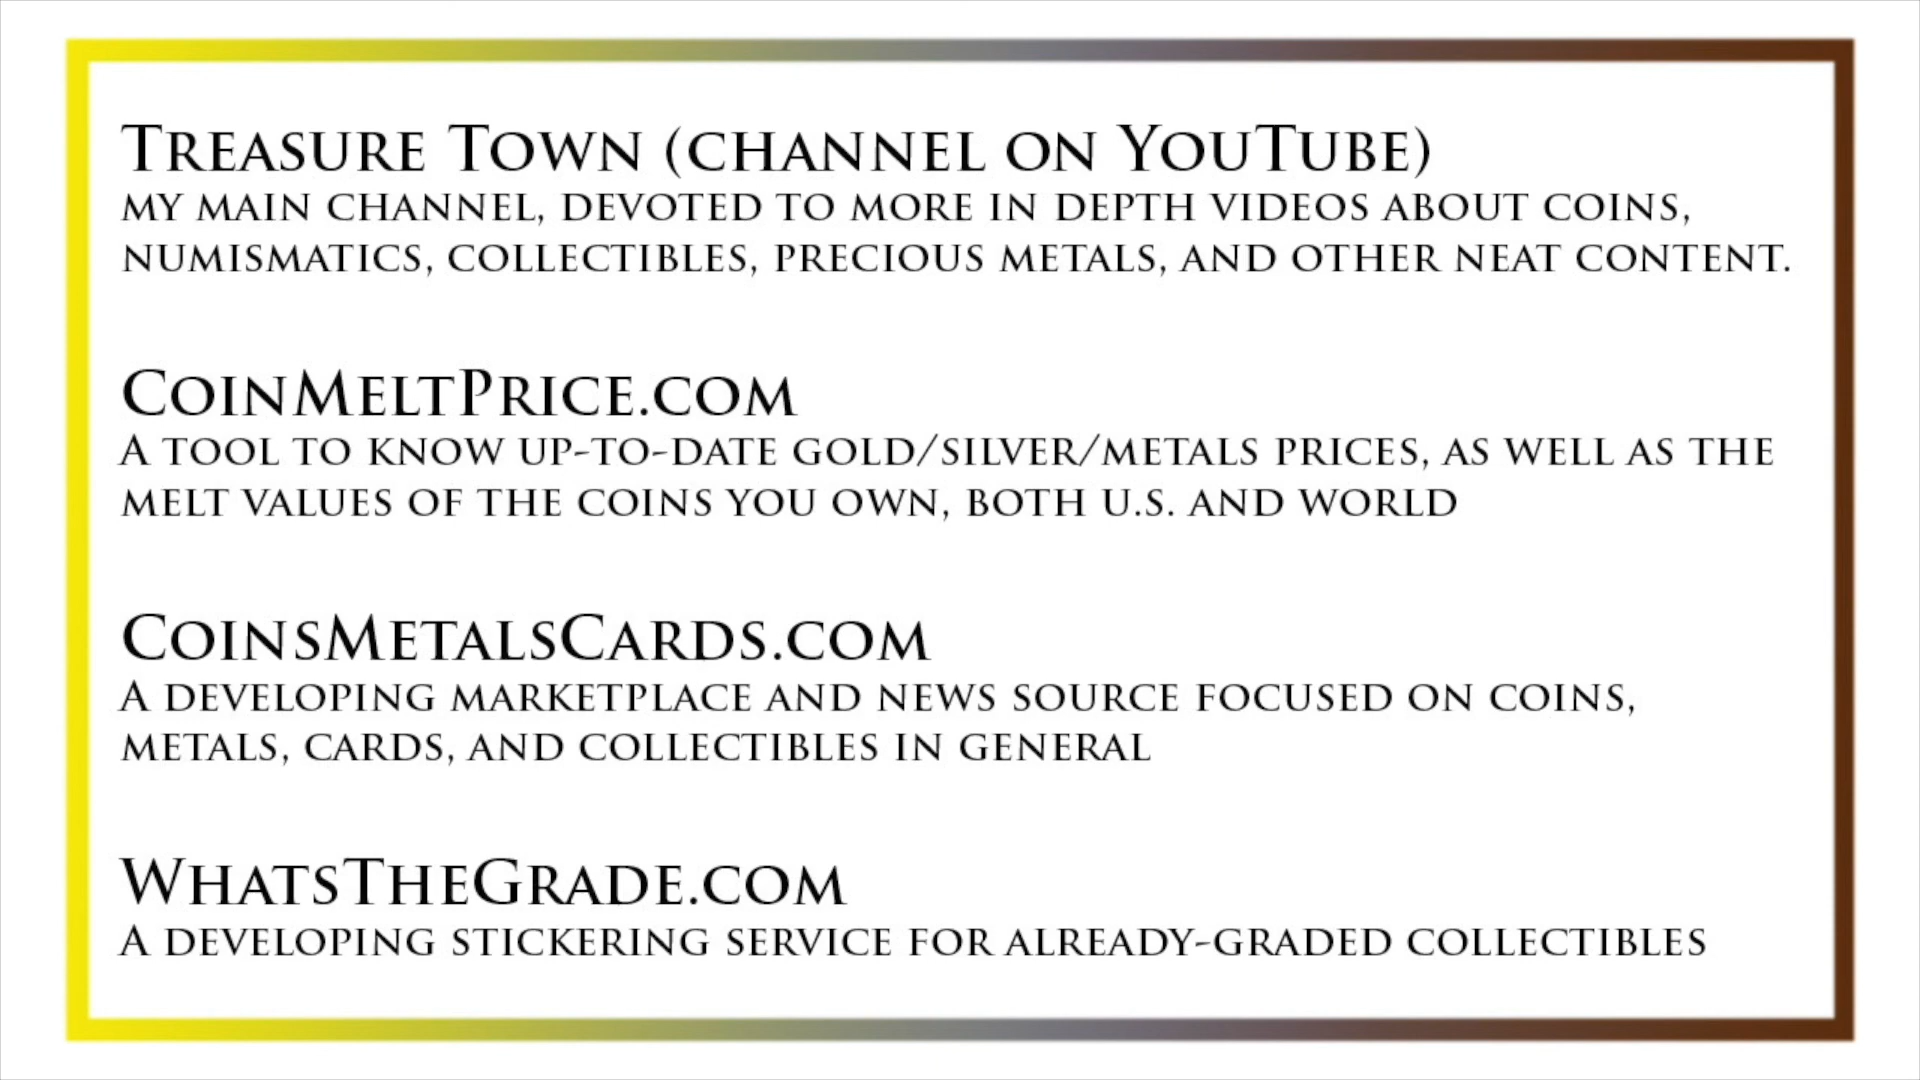 Treasure Town (channel on YouTube)
my main channel, devoted to more in depth videos about coins,
numismatics, collectibles, precious metals, and other neat content.
CoinMeltPrice.com
A tool to know up-to-date gold/silver/metals prices, as well as the
melt values of the coins you own, both U.S. and world
CoinsMetalsCards.com
A developing marketplace and news source focused on coins,
metals, cards, and collectibles in general
WhatsTheGrade.com
A developing stickering service for already-graded collectibles